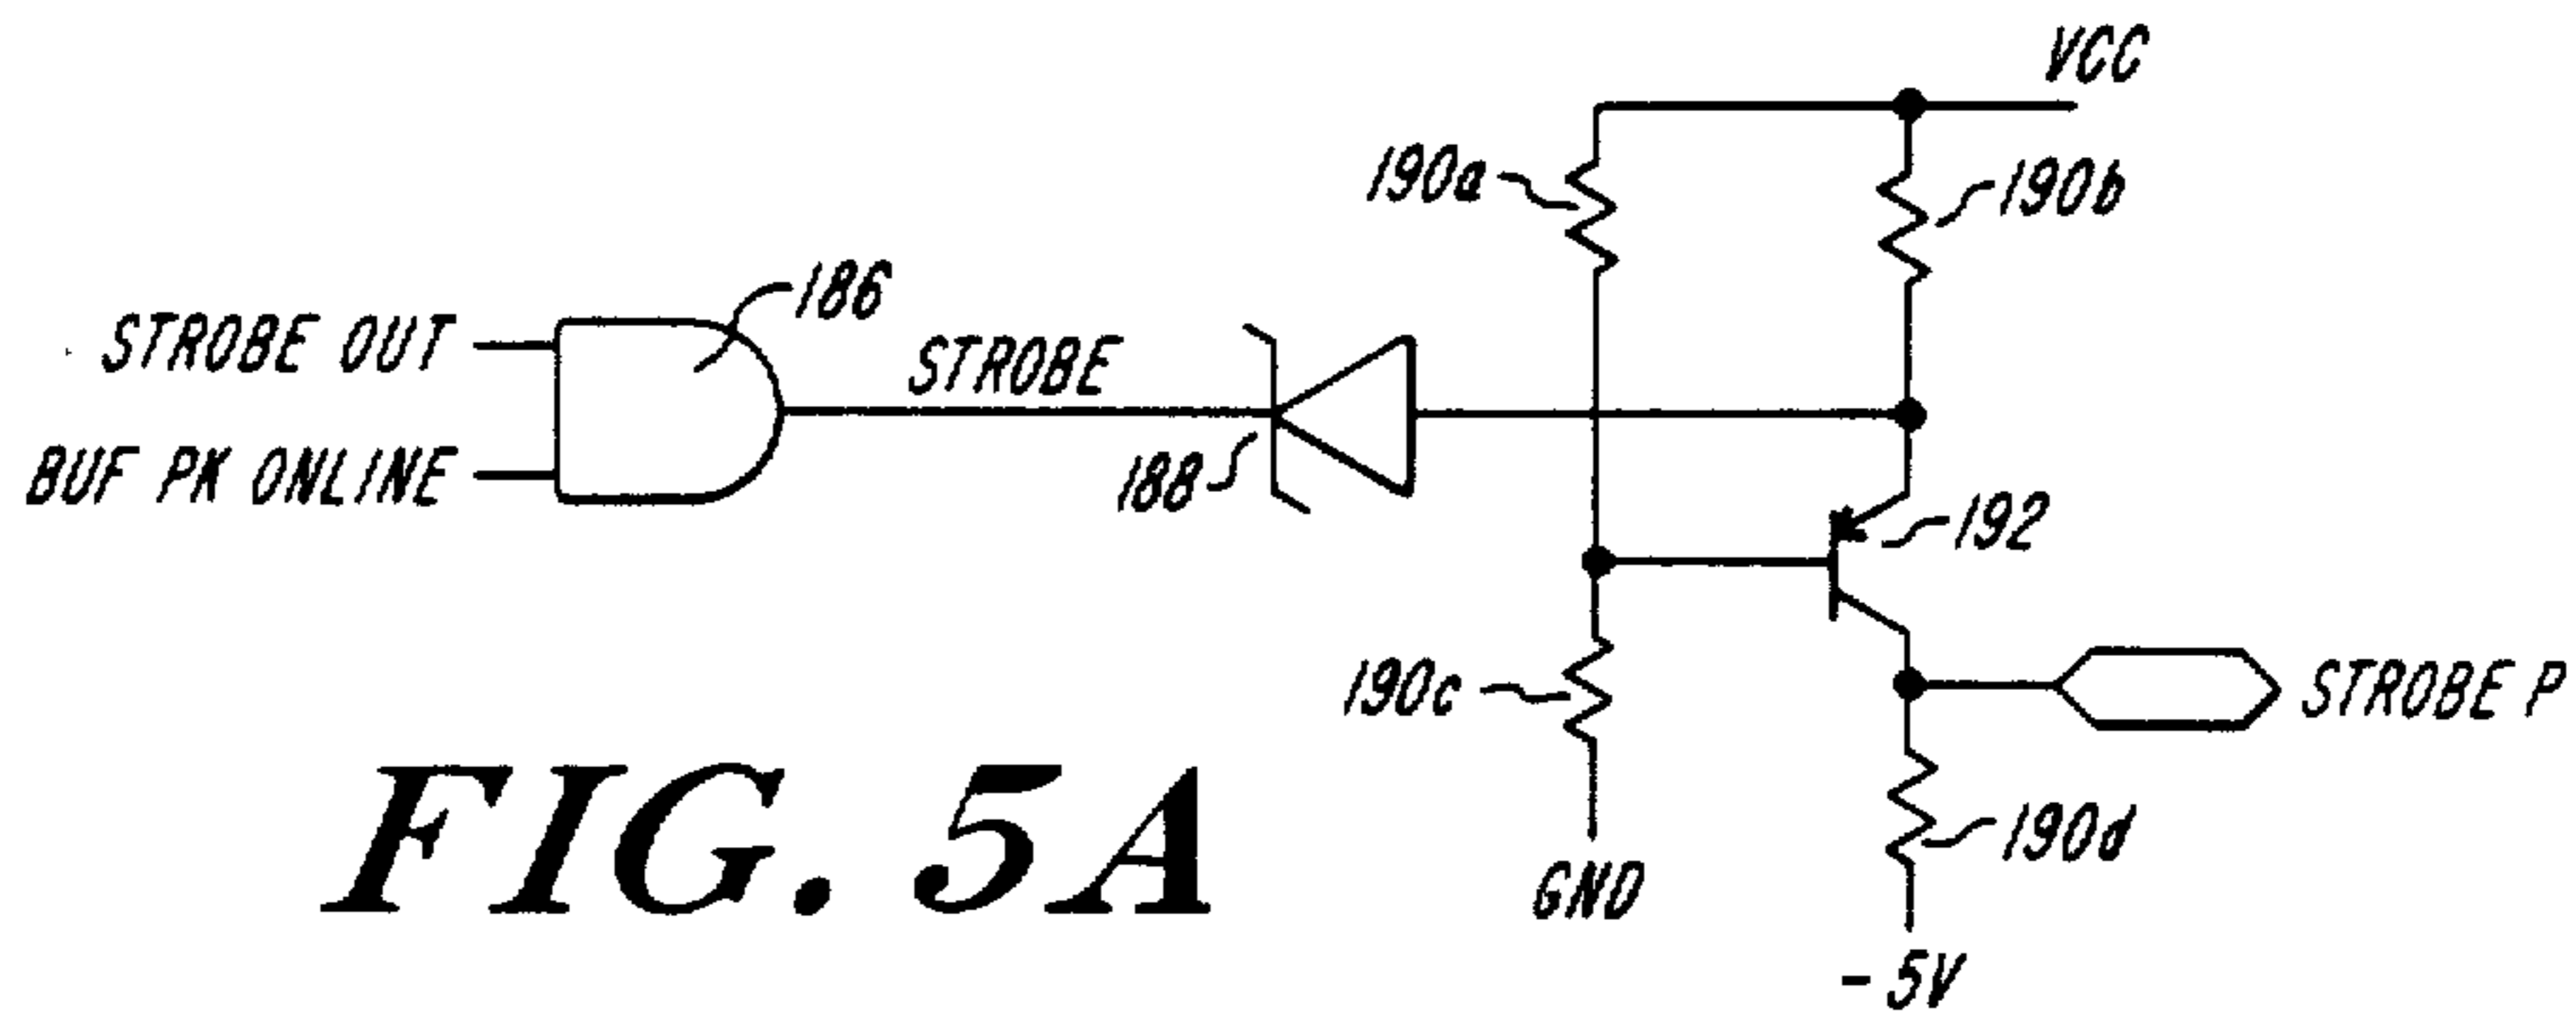 VCC
190a
190b
186
STROBE OUT
STROBE
BUF PK ONLINE
188
192
190c
STROBE P
190d
GND
-5V
FIG. 5A